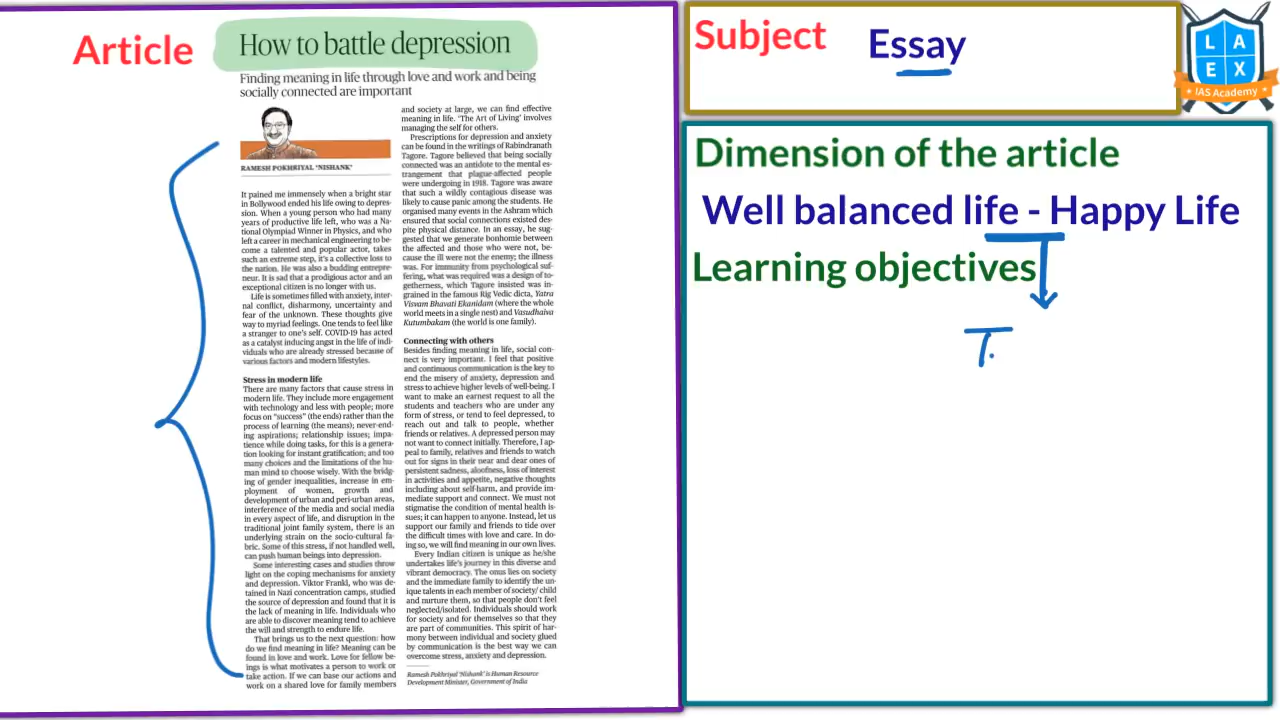 Article
How to battle depression
Finding meaning in life through love and work and being
socially connected are important
RAMESH POKHRIYAL 'NISHANK'
It pained me immensely when a bright star
in Bollywood ended his life owing to depres-
sion. When a young person who had many
years of productive life left, who was a Na-
tional Olympiad Winner in Physics, and who
left a career in mechanical engineering to be-
come a talented and popular actor, takes
such an extreme step, it's a collective loss to
the nation. He was also a budding entrepre-
neur. It is sad that a prodigious actor and an
exceptional citizen is no longer with us.
Life is sometimes filled with anxiety, inter-
nal conflict, disharmony, uncertainty and
fear of the unknown. These thoughts give
way to myriad feelings. One tends to feel like
a stranger to one's self. COVID-19 has acted
as a catalyst inducing angst in the life of indi-
viduals who are already stressed because of
various factors and modern lifestyles.
Stress in modern life
There are many factors that cause stress in
modern life. They include more engagement
with technology and less with people; more
focus on "success" (the ends) rather than the
process of learning (the means); never-end-
ing aspirations; relationship issues; impa-
tience while doing tasks, for this is a genera-
tion looking for instant gratification; and too
many choices and the limitations of the hu-
man mind to choose wisely. With the bridg-
ing of gender inequalities, increase in em-
ployment of women, growth and
development of urban and peri-urban areas,
interference of the media and social media
in every aspect of life, and disruption in the
traditional joint family system, there is an
underlying strain on the socio-cultural fa-
bric. Some of this stress, if not handled well,
can push human beings into depression.
Some interesting cases and studies throw
light on the coping mechanisms for anxiety
and depression. Viktor Frankl, who was de-
tained in Nazi concentration camps, studied
the source of depression and found that it is
the lack of meaning in life. Individuals who
are able to discover meaning tend to achieve
the will and strength to endure life.
That brings us to the next question: how
do we find meaning in life? Meaning can be
found in love and work. Love for fellow be-
ings is what motivates a person to work or
take action. If we can base our actions and
work on a shared love for family members
and society at large, we can find effective
meaning in life. 'The Art of Living' involves
managing the self for others.
Prescriptions for depression and anxiety
can be found in the writings of Rabindranath
Tagore. Tagore believed that being socially
connected was an antidote to the mental es-
trangement that plague-affected people
were undergoing in 1918. Tagore was aware
that such a wildly contagious disease was
likely to cause panic among the students. He
organised many events in the Ashram which
ensured that social connections existed des-
pite physical distance. In an essay, he sug-
gested that we generate bonhomie between
the affected and those who were not, be-
cause the ill were not the enemy; the illness
was. For immunity from psychological suf-
fering, what was required was a design of to-
getherness, which Tagore insisted was in-
grained in the famous Rig Vedic dicta, Yatra
Visvam Bhavati Ekanidam (where the whole
world meets in a single nest) and Vasudhaiva
Kutumbakam (the world is one family).
Connecting with others
Besides finding meaning in life, social con-
nect is very important. I feel that positive
and continuous communication is the key to
end the misery of anxiety, depression and
stress to achieve higher levels of well-being. I
want to make an earnest request to all the
students and teachers who are under any
form of stress, or tend to feel depressed, to
reach out and talk to people, whether
friends or relatives. A depressed person may
not want to connect initially. Therefore, I ap-
peal to family, relatives and friends to watch
out for signs in their near and dear ones of
persistent sadness, aloofness, loss of interest
in activities and appetite, negative thoughts
including about self-harm, and provide im-
mediate support and connect. We must not
stigmatise the condition of mental health is-
sues; it can happen to anyone. Instead, let us
support our family and friends to tide over
the difficult times with love and care. In do-
ing so, we will find meaning in our own lives.
Every Indian citizen is unique as he/she
undertakes life's journey in this diverse and
vibrant democracy. The onus lies on society
and the immediate family to identify the un-
ique talents in each member of society/ child
and nurture them, so that people don't feel
neglected/isolated. Individuals should work
for society and for themselves so that they
are part of communities. This spirit of har-
mony between individual and society glued
by communication is the best way we can
overcome stress, anxiety and depression.
Ramesh Pokhriyal 'Nishank' is Human Resource
Development Minister, Government of India
Subject
Essay
L A
E X
IAS Academy
Dimension of the article
Well balanced life - Happy Life
Learning objectives